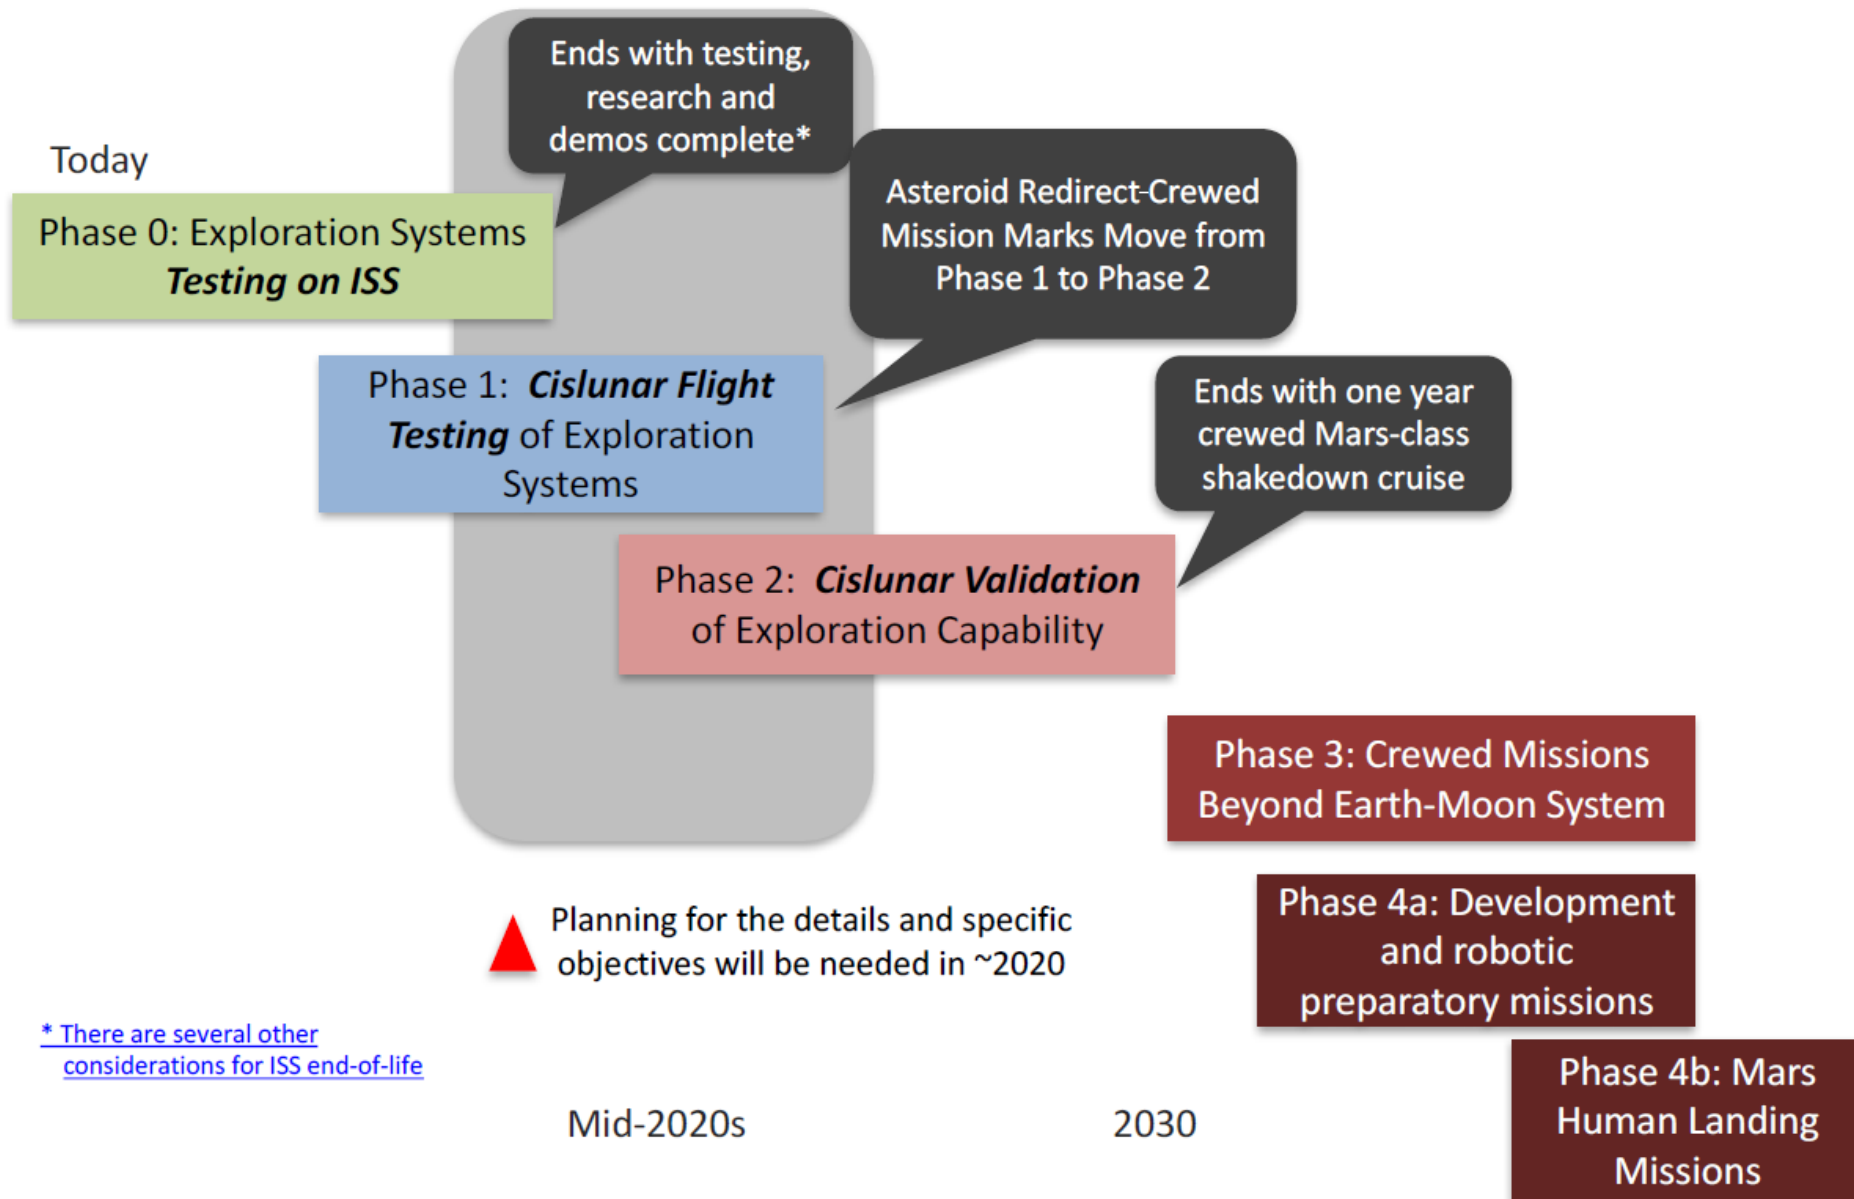 Ends with testing,
research and
demos complete*
Today
Phase 0: Exploration Systems
Testing on ISS
Asteroid Redirect-Crewed
Mission Marks Move from
Phase 1 to Phase 2
Phase 1: Cislunar Flight
Testing of Exploration
Systems
Ends with one year
crewed Mars-class
shakedown cruise
Phase 2: Cislunar Validation
of Exploration Capability
Phase 3: Crewed Missions
Beyond Earth-Moon System
Phase 4a: Development
and robotic
preparatory missions
Planning for the details and specific
objectives will be needed in ~2020
* There are several other
considerations for ISS end-of-life
Phase 4b: Mars
Human Landing
Missions
Mid-2020s
2030